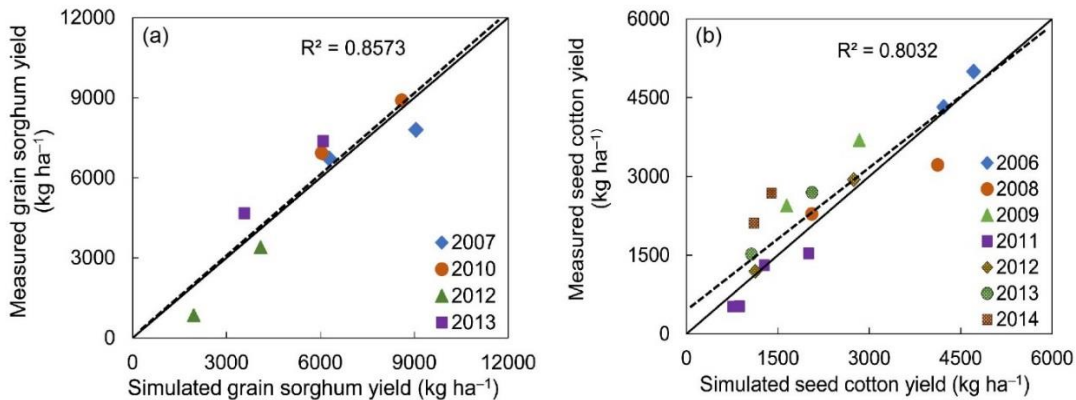 (a)
R² = 0.8573
Measured grain sorghum yield
(kg ha⁻¹)
12000
9000
6000
3000
0
2007
2010
2012
2013
0 3000 6000 9000 12000
Simulated grain sorghum yield (kg ha⁻¹)
(b)
R² = 0.8032
Measured seed cotton yield
(kg ha⁻¹)
6000
4500
3000
1500
0
2006
2008
2009
2011
2012
2013
2014
0 1500 3000 4500 6000
Simulated seed cotton yield (kg ha⁻¹)